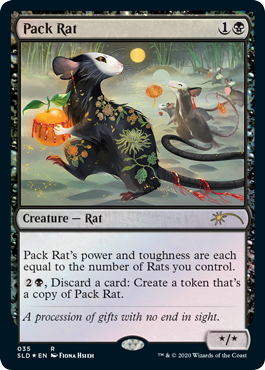 Pack Rat 1
Creature — Rat
Pack Rat's power and toughness are each
equal to the number of Rats you control.
2, Discard a card: Create a token that's
a copy of Pack Rat.
A procession of gifts with no end in sight.
*/*
035 R
SLD ★ EN Fiona Hsieh
™ & © 2020 Wizards of the Coast